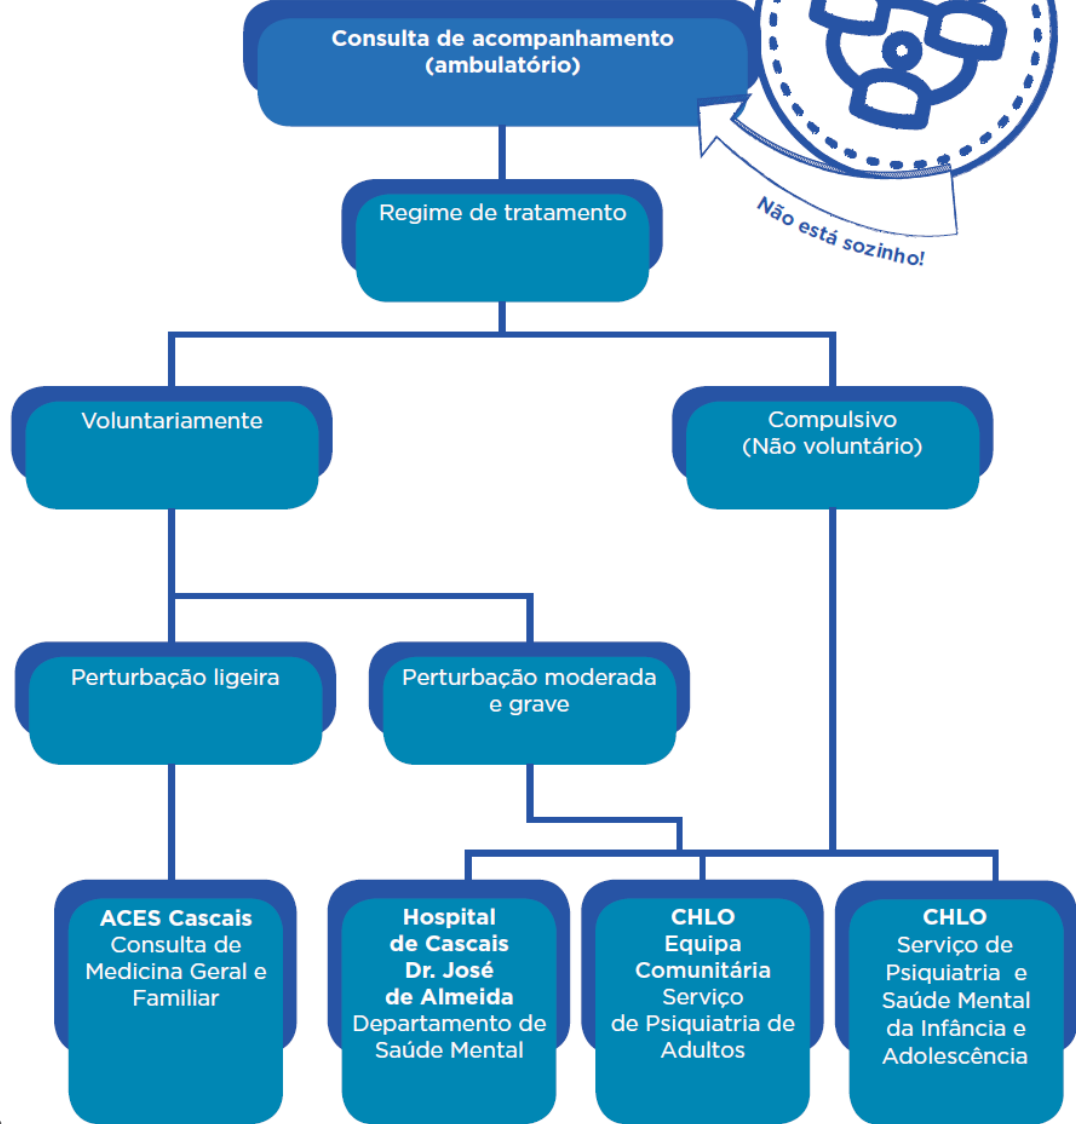 Consulta de acompanhamento
(ambulatório)
Não está sozinho!
Regime de tratamento
Voluntariamente
Compulsivo
(Não voluntário)
Perturbação ligeira
Perturbação moderada
e grave
ACES Cascais
Consulta de
Medicina Geral e
Familiar
Hospital
de Cascais
Dr. José
de Almeida
Departamento de
Saúde Mental
CHLO
Equipa
Comunitária
Serviço
de Psiquiatria de
Adultos
CHLO
Serviço de
Psiquiatria e
Saúde Mental
da Infância e
Adolescência